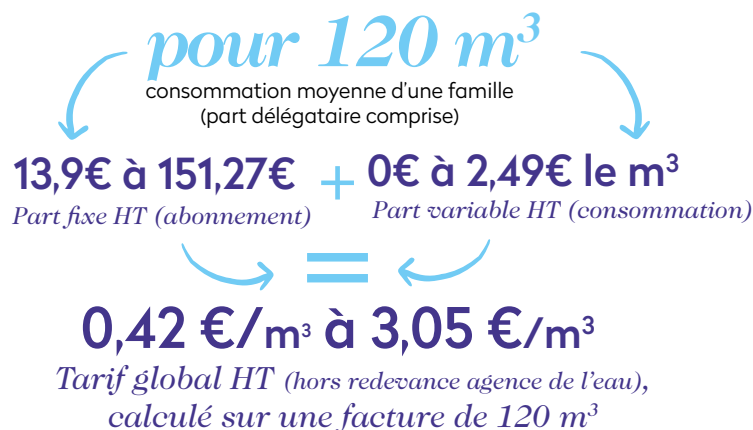 pour 120 m³
consommation moyenne d'une famille
(part délégataire comprise)
13,9€ à 151,27€ + 0€ à 2,49€ le m³
Part fixe HT (abonnement) Part variable HT (consommation)
=
0,42 €/m³ à 3,05 €/m³
Tarif global HT (hors redevance agence de l'eau),
calculé sur une facture de 120 m³